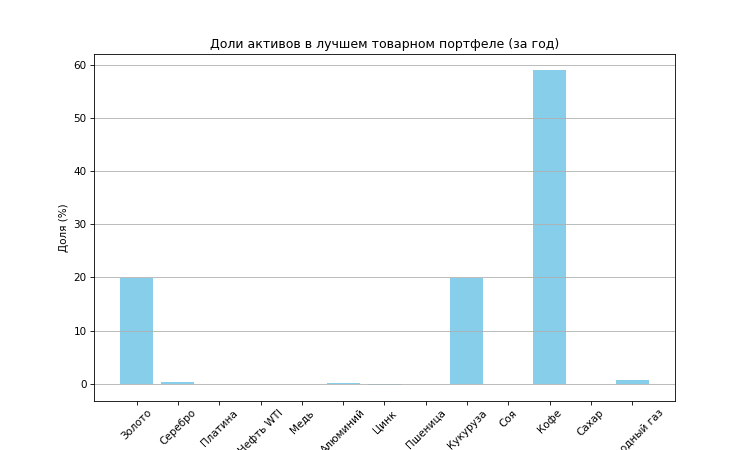 Доли активов в лучшем товарном портфеле (за год)
Доля (%)
60
50
40
30
20
10
0
Золото
Серебро
Платина
Нефть WTI
Медь
Алюминий
Цинк
Пшеница
Кукуруза
Соя
Кофе
Сахар
одный газ